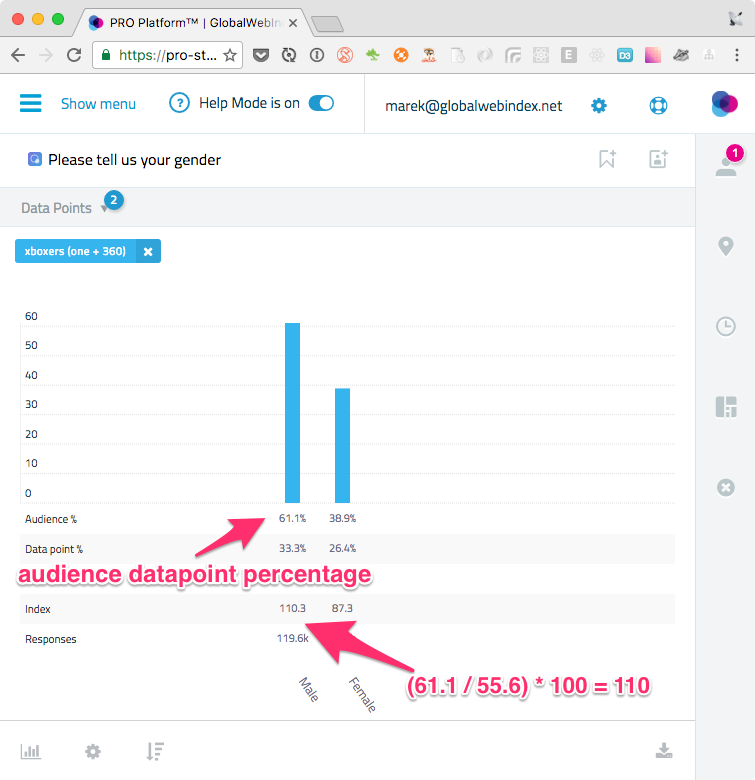 PRO Platform™ | GlobalWebIn
https://pro-st...
E
D3
Show menu
? Help Mode is on
marek@globalwebindex.net
Please tell us your gender
1
Data Points 2
xboxers (one + 360)
60
50
40
30
20
10
0
Audience % 61.1% 38.9%
Data point % 33.3% 26.4%
audience datapoint percentage
Index 110.3 87.3
Responses 119.6k
(61.1 / 55.6) * 100 = 110
Male
Female